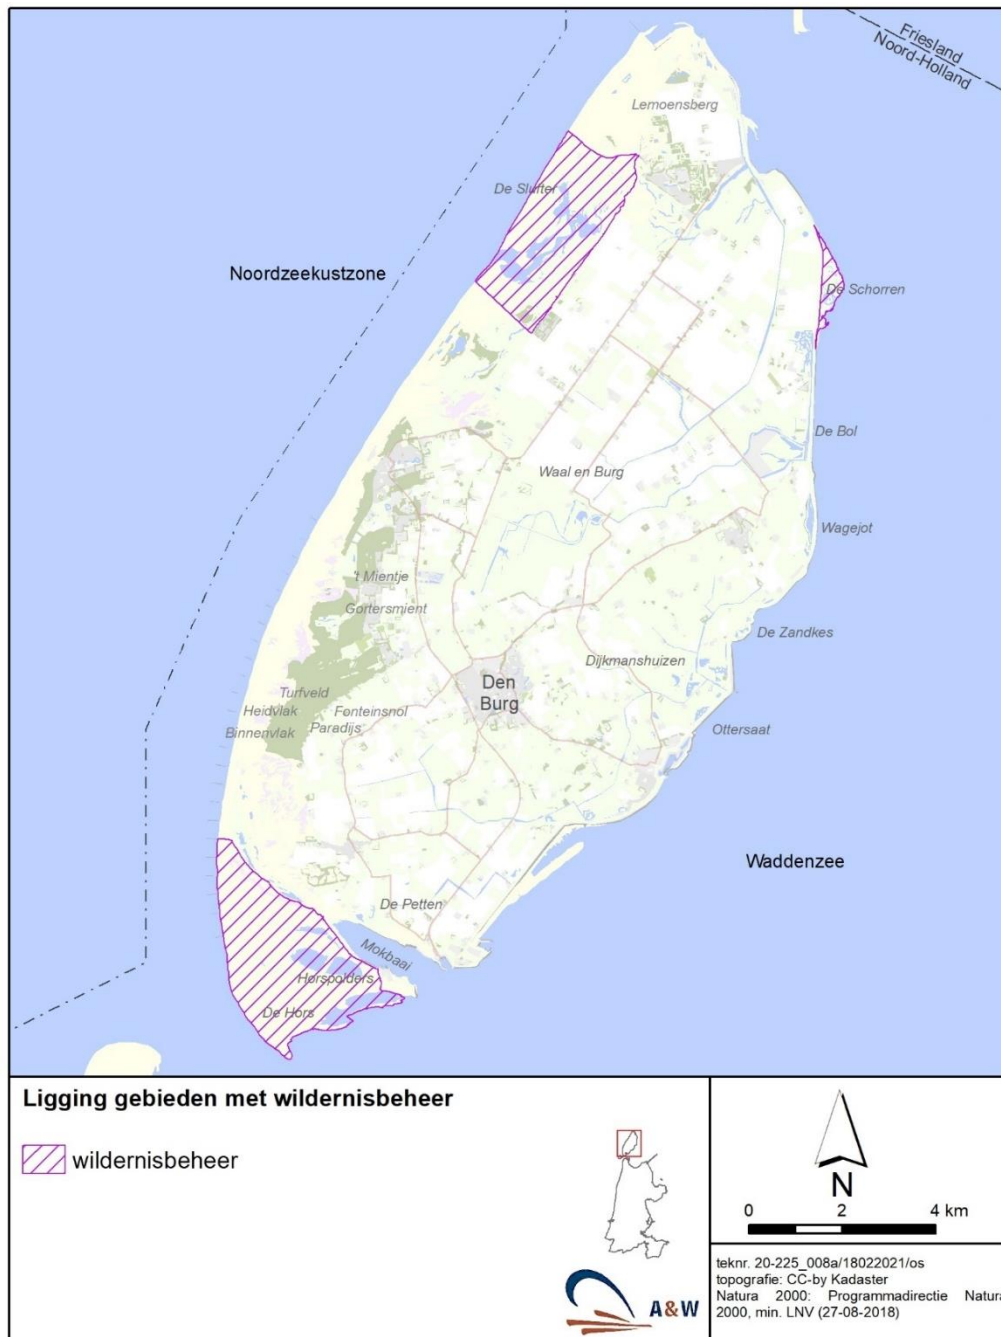 Friesland
Noord-Holland
Lemoensberg
De Slufter
Noordzeekustzone
De Schorren
De Bol
Waal en Burg
Wagejot
't Mientje
Gortersmient
De Zandkes
Dijkmanshuizen
Den
Burg
Turfveld
Heidvlak
Fonteinsnol
Paradijs
Binnenvlak
Ottersaat
Waddenzee
De Petten
Mokbaai
Horspolders
De Hors
Ligging gebieden met wildernisbeheer
wildernisbeheer
N
0 2 4 km
A&W
teknr. 20-225_008a/18022021/os
topografie: CC-by Kadaster
Natura 2000: Programmadirectie Natura
2000, min. LNV (27-08-2018)